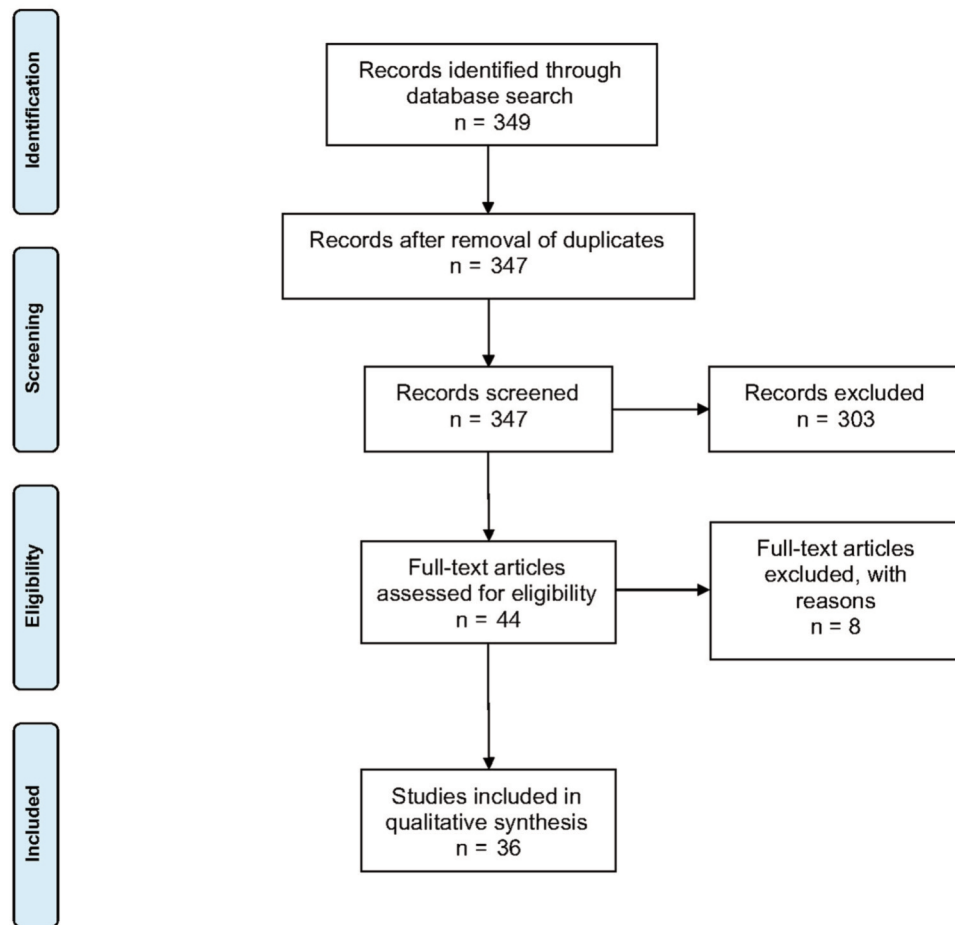 Identification
Records identified through
database search
n = 349
Records after removal of duplicates
n = 347
Screening
Records screened
n = 347
Records excluded
n = 303
Eligibility
Full-text articles
assessed for eligibility
n = 44
Full-text articles
excluded, with
reasons
n = 8
Included
Studies included in
qualitative synthesis
n = 36